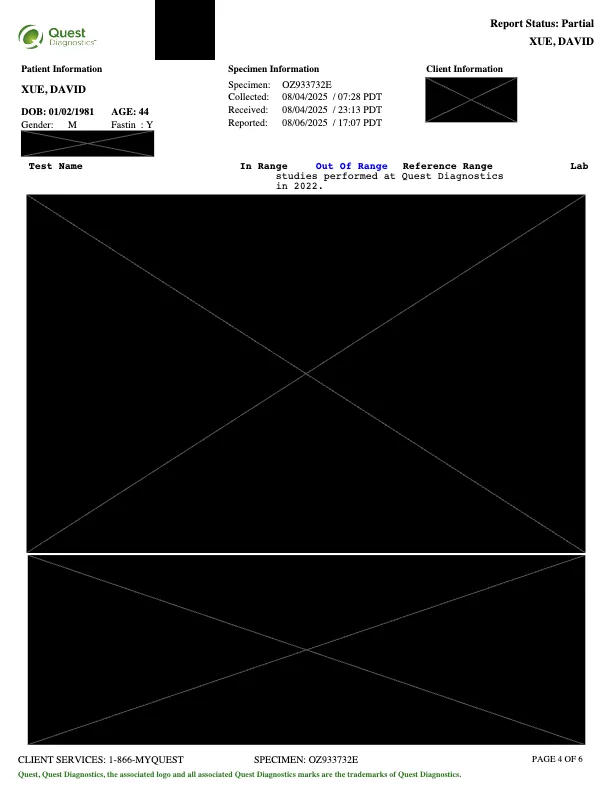 Quest
Diagnostics™
Report Status: Partial
XUE, DAVID
Patient Information
Specimen Information
Client Information
XUE, DAVID
Specimen: OZ933732E
Collected: 08/04/2025 / 07:28 PDT
Received: 08/04/2025 / 23:13 PDT
Reported: 08/06/2025 / 17:07 PDT
DOB: 01/02/1981 AGE: 44
Gender: M Fastin : Y
Test Name In Range Out Of Range Reference Range Lab
studies performed at Quest Diagnostics
in 2022.
CLIENT SERVICES: 1-866-MYQUEST SPECIMEN: OZ933732E PAGE 4 OF 6
Quest, Quest Diagnostics, the associated logo and all associated Quest Diagnostics marks are the trademarks of Quest Diagnostics.